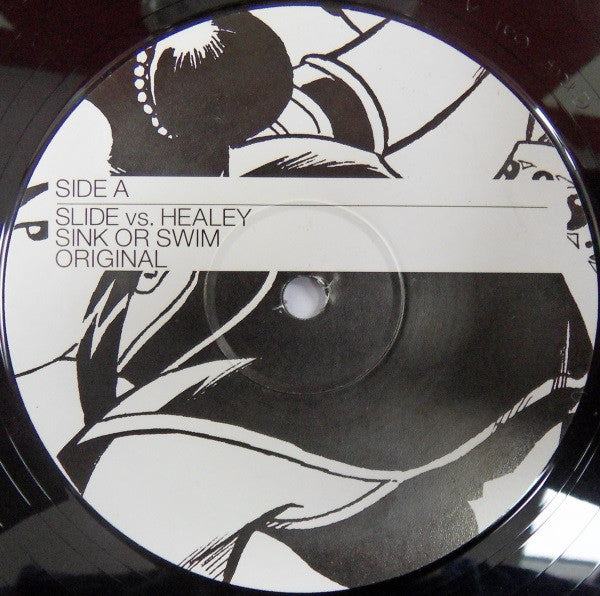 SIDE A
SLIDE vs. HEALEY
SINK OR SWIM
ORIGINAL